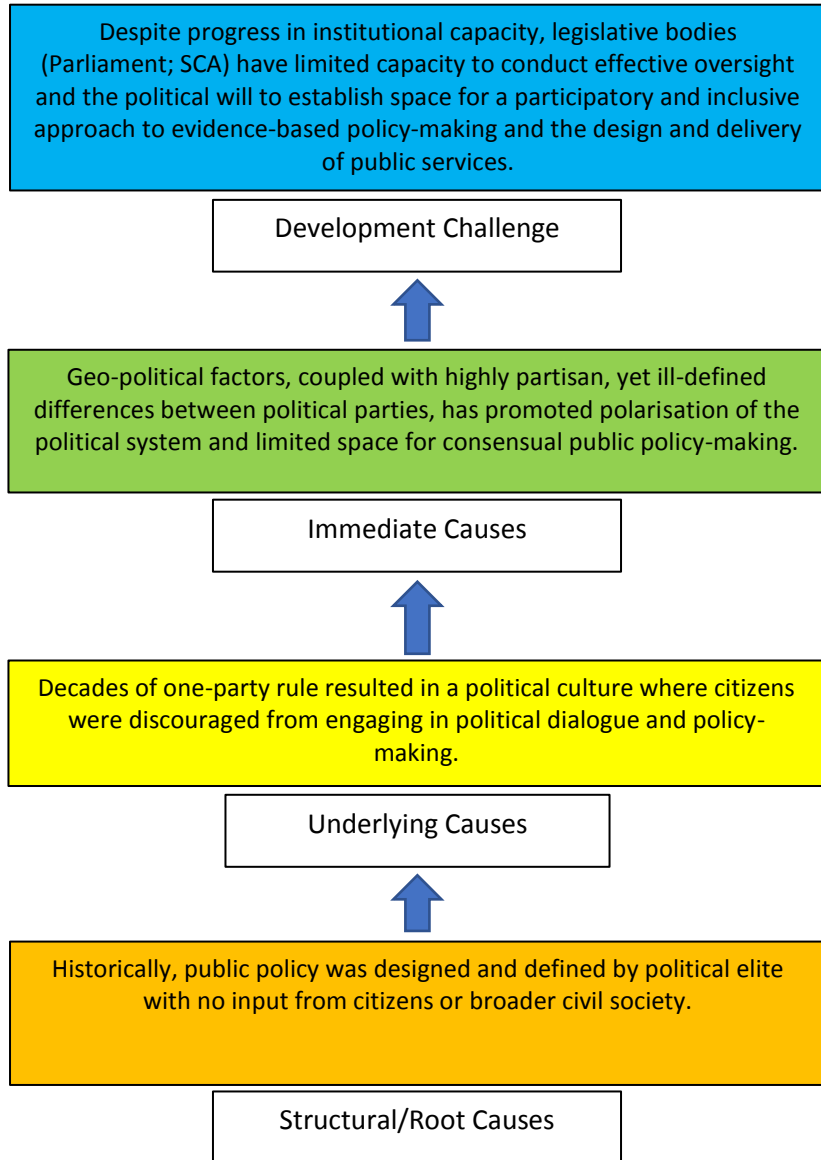 Despite progress in institutional capacity, legislative bodies
(Parliament; SCA) have limited capacity to conduct effective oversight
and the political will to establish space for a participatory and inclusive
approach to evidence-based policy-making and the design and delivery
of public services.
Development Challenge
Geo-political factors, coupled with highly partisan, yet ill-defined
differences between political parties, has promoted polarisation of the
political system and limited space for consensual public policy-making.
Immediate Causes
Decades of one-party rule resulted in a political culture where citizens
were discouraged from engaging in political dialogue and policy-
making.
Underlying Causes
Historically, public policy was designed and defined by political elite
with no input from citizens or broader civil society.
Structural/Root Causes